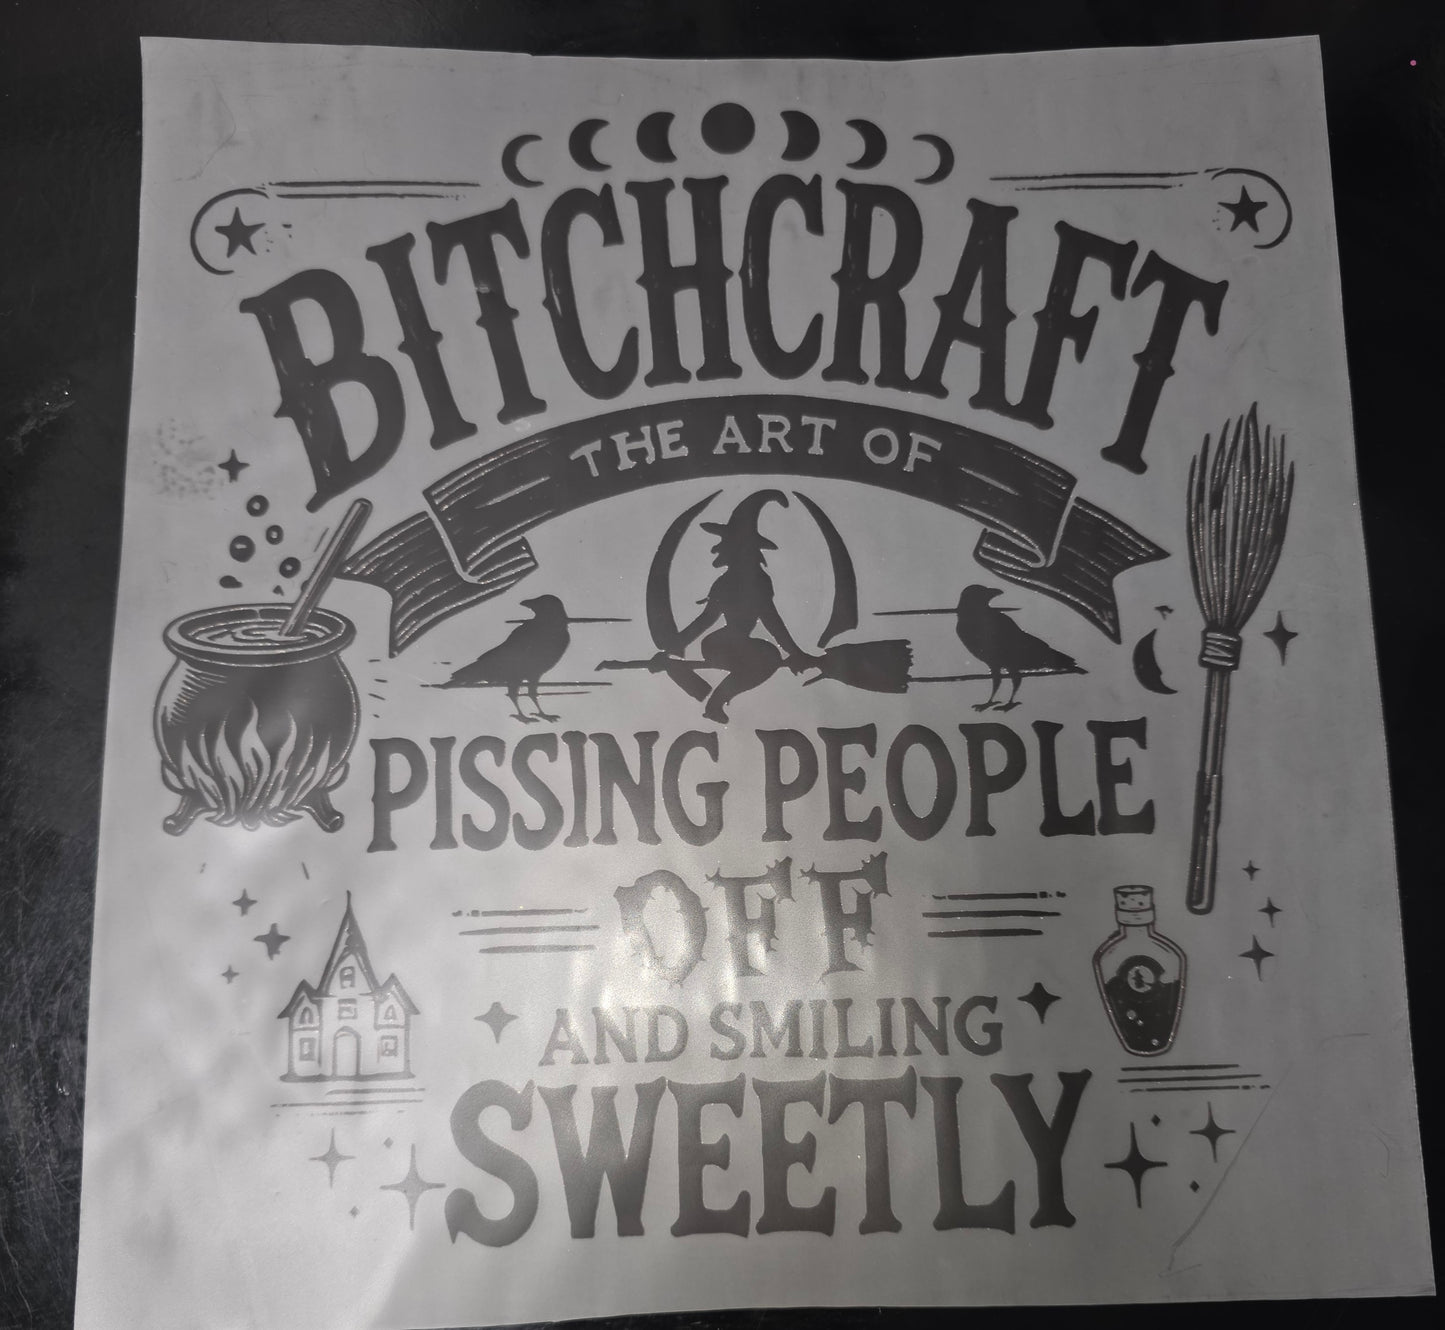 BITCHCRAFT
THE ART OF
PISSING PEOPLE
OFF
AND SMILING
SWEETLY